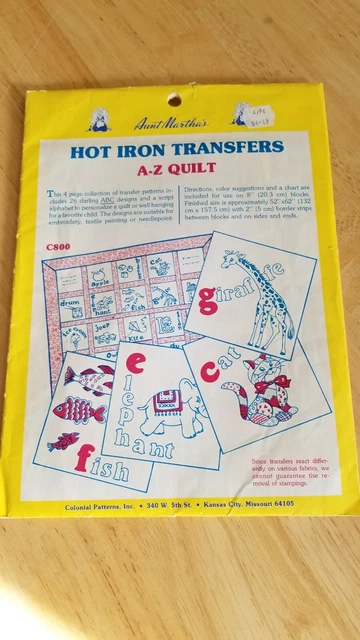 Aunt Martha's
HOT IRON TRANSFERS
A-Z QUILT
This 4 page collection of transfer patterns in-
cludes 26 darling ABC designs and a script
alphabet to personalize a quilt or wall hanging
for a favorite child. The designs are suitable for
embroidery, textile painting or needlepoint.
Directions, color suggestions and a chart are
included for use on 8" (20.3 cm) blocks.
Finished size is approximately 52"x62" (132
cm x 157.5 cm) with 2" (5 cm) border strips
between blocks and on sides and ends.
C800
apple
Cat
drum
fish
jeep
Kite
giraffe
elephant
cat
fish
Since transfers react differ-
ently on various fabrics, we
cannot guarantee the re-
moval of stampings.
Colonial Patterns, Inc. • 340 W. 5th St. • Kansas City, Missouri 64105